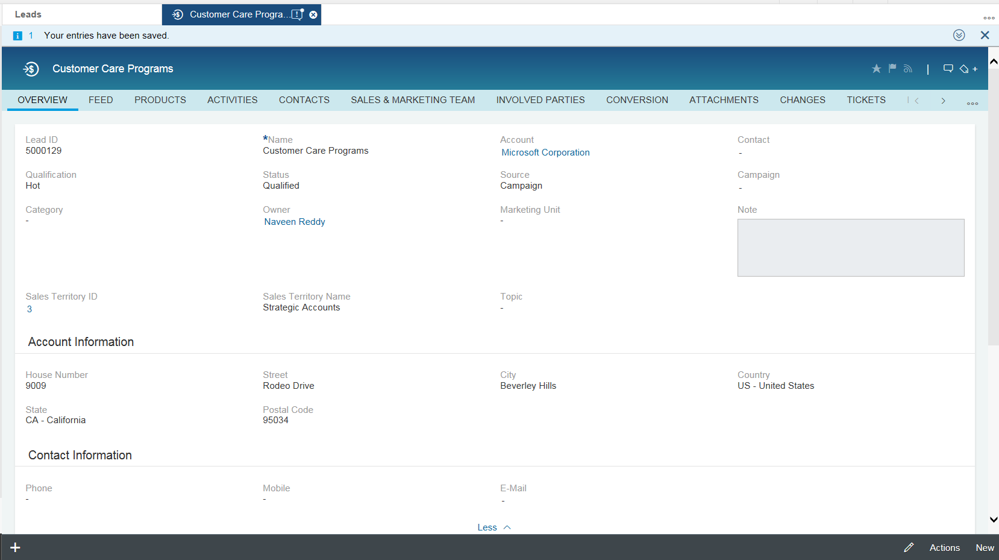 Leads
Customer Care Progra...
1 Your entries have been saved.
Customer Care Programs
OVERVIEW FEED PRODUCTS ACTIVITIES CONTACTS SALES & MARKETING TEAM INVOLVED PARTIES CONVERSION ATTACHMENTS CHANGES TICKETS
Lead ID *Name Account Contact
5000129 Customer Care Programs Microsoft Corporation -
Qualification Status Source Campaign
Hot Qualified Campaign -
Category Owner Marketing Unit Note
- Naveen Reddy -
Sales Territory ID Sales Territory Name Topic
3 Strategic Accounts -
Account Information
House Number Street City Country
9009 Rodeo Drive Beverley Hills US - United States
State Postal Code
CA - California 95034
Contact Information
Phone Mobile E-Mail
- - -
Less
Actions New